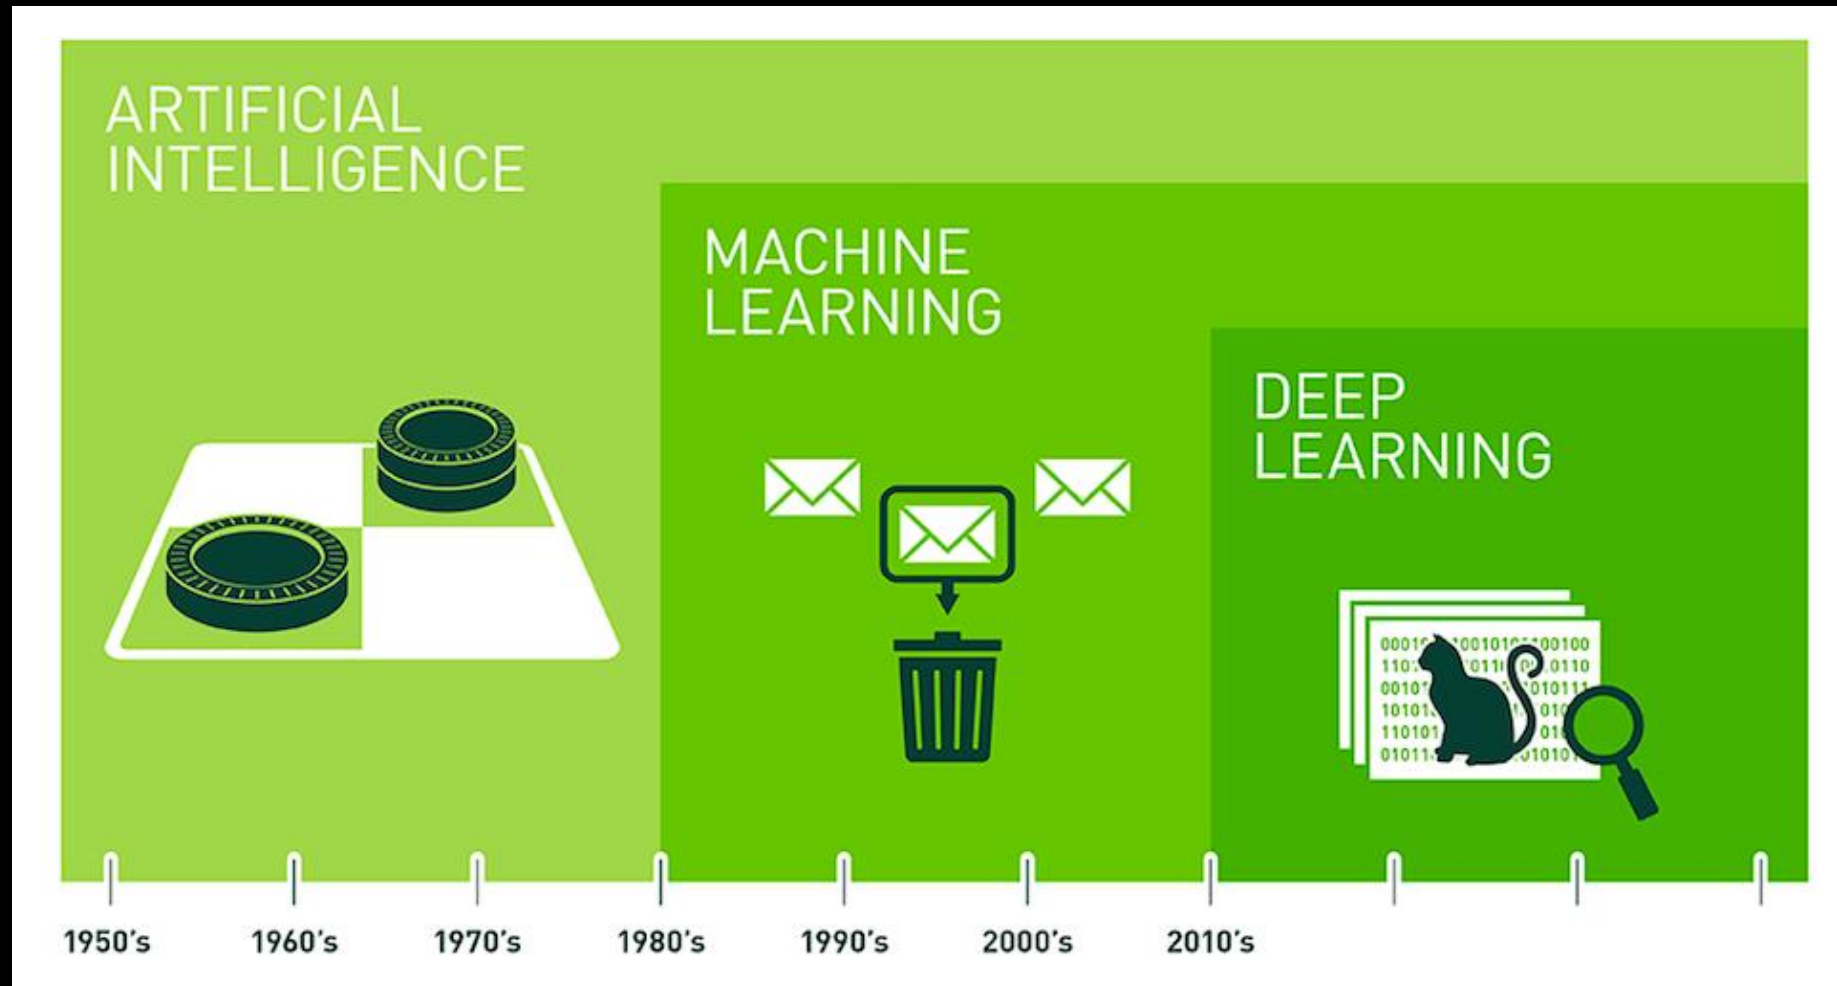 ARTIFICIAL
INTELLIGENCE
MACHINE
LEARNING
DEEP
LEARNING
1950's
1960's
1970's
1980's
1990's
2000's
2010's